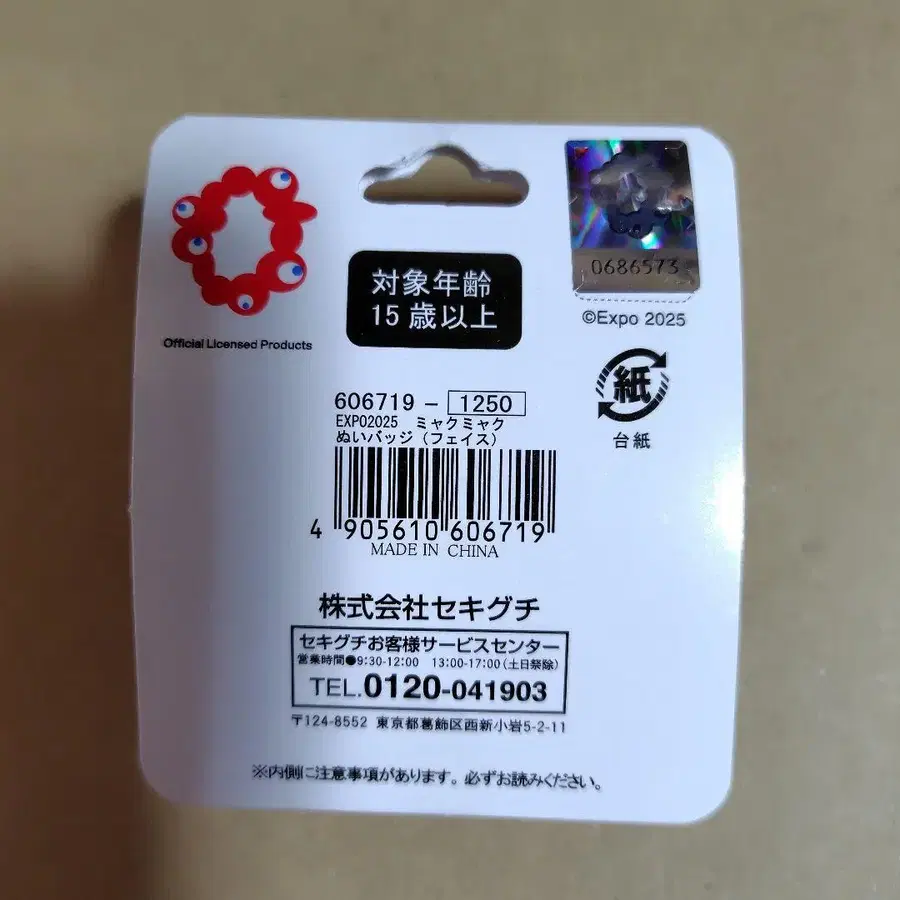 Official Licensed Products
対象年齢
15歳以上
0686573
©Expo 2025
紙
台紙
606719-1250
EXPO2025 ミャクミャク
ぬいバッジ（フェイス）
4 905610 606719
MADE IN CHINA
株式会社セキグチ
セキグチお客様サービスセンター
営業時間●9:30-12:00 13:00-17:00(土日祭除)
TEL.0120-041903
〒124-8552 東京都葛飾区西新小岩5-2-11
※内側に注意事項があります。必ずお読みください。